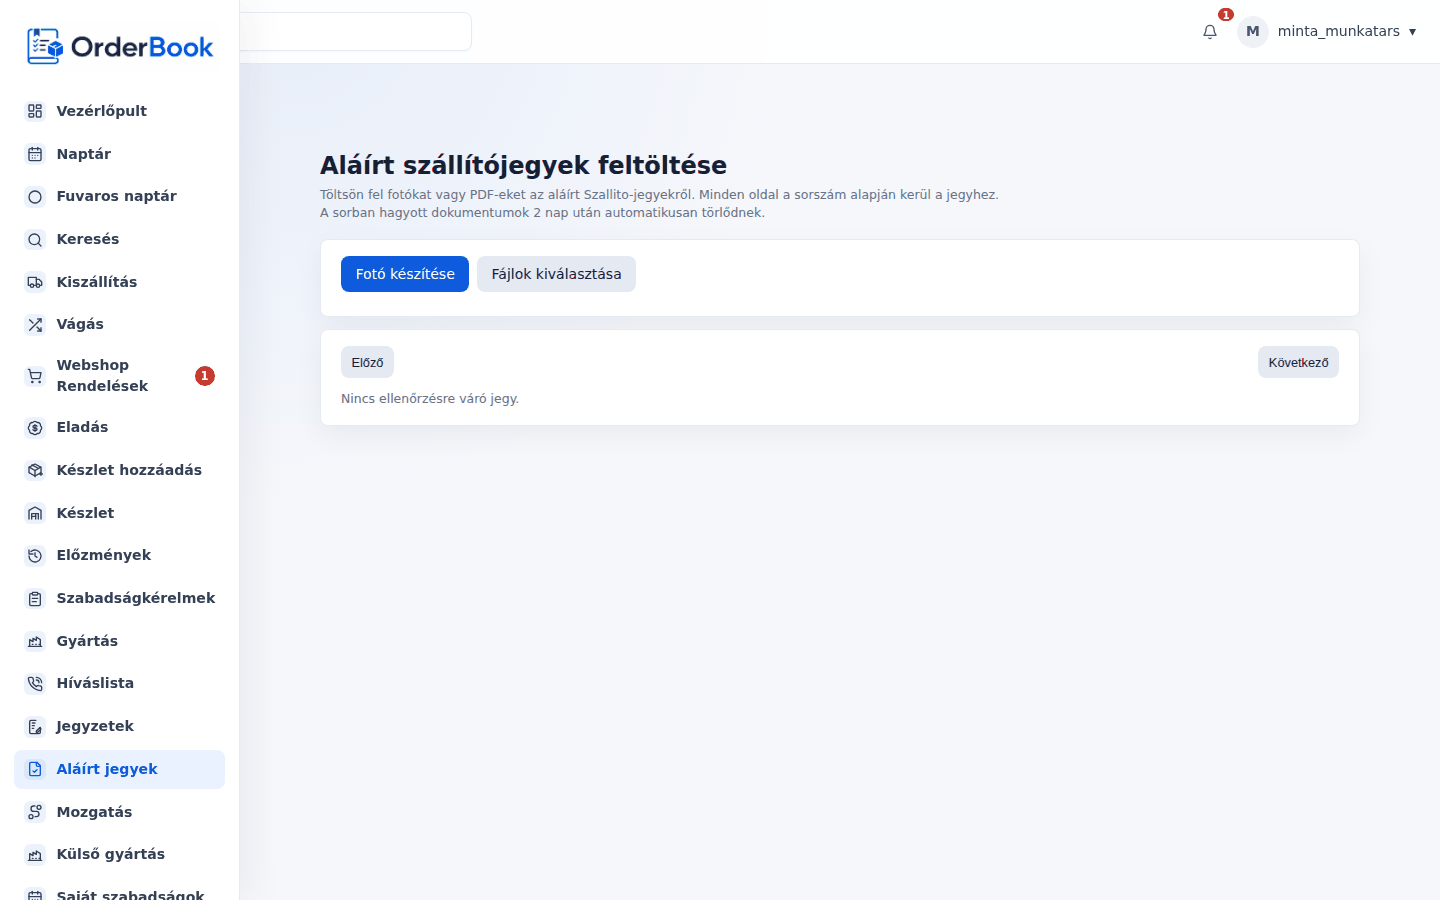 OrderBook
1
M
minta_munkatars ▼
Vezérlőpult
Naptár
Fuvaros naptár
Keresés
Kiszállítás
Vágás
Webshop
Rendelések
1
Eladás
Készlet hozzáadás
Készlet
Előzmények
Szabadságkérelmek
Gyártás
Híváslista
Jegyzetek
Aláírt jegyek
Mozgatás
Külső gyártás
Saját szabadságok
Aláírt szállítójegyek feltöltése
Töltsön fel fotókat vagy PDF-eket az aláírt Szallito-jegyekről. Minden oldal a sorszám alapján kerül a jegyhez.
A sorban hagyott dokumentumok 2 nap után automatikusan törlődnek.
Fotó készítése
Fájlok kiválasztása
Előző
Következő
Nincs ellenőrzésre váró jegy.